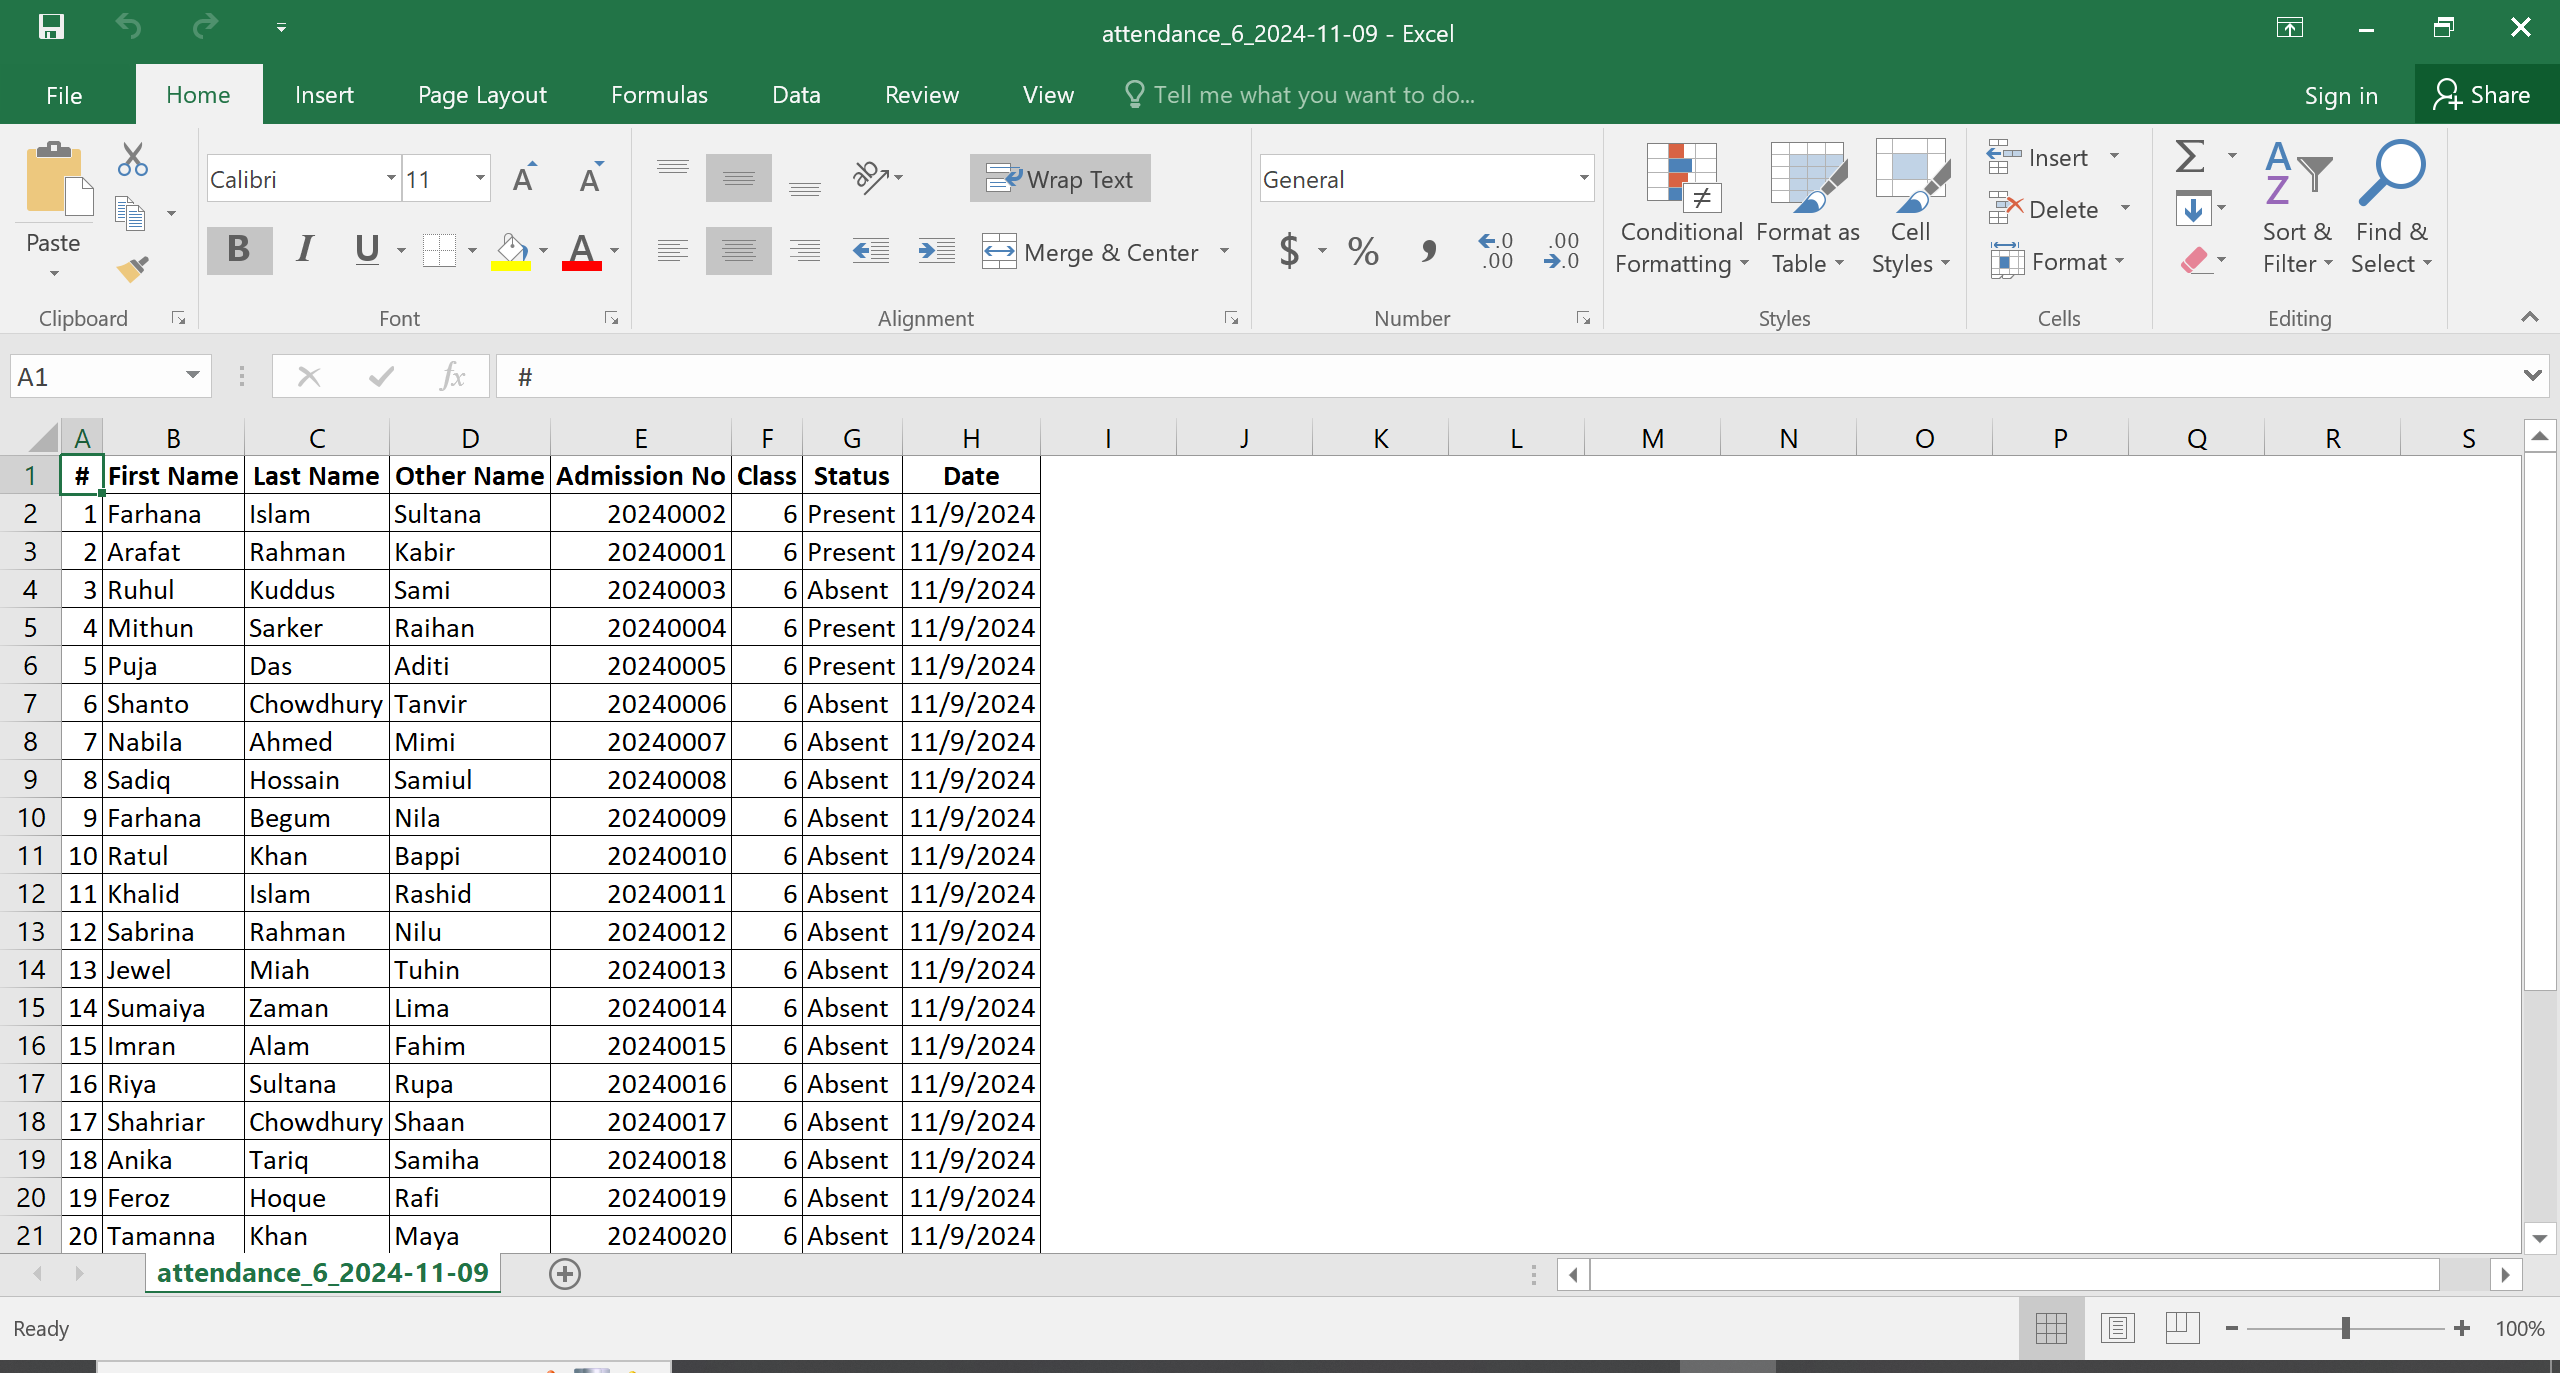 attendance_6_2024-11-09 - Excel
File Home Insert Page Layout Formulas Data Review View Tell me what you want to do... Sign in Share
Paste
Clipboard
Calibri 11
B I U A
Font
Wrap Text
Merge & Center
Alignment
General
$ % , .0 .00 .00 .0
Number
Conditional Formatting
Format as Table
Cell Styles
Styles
Insert
Delete
Format
Cells
Sort & Filter
Find & Select
Editing
A1 fx #
A B C D E F G H I J K L M N O P Q R S
1 # First Name Last Name Other Name Admission No Class Status Date
2 1 Farhana Islam Sultana 20240002 6 Present 11/9/2024
3 2 Arafat Rahman Kabir 20240001 6 Present 11/9/2024
4 3 Ruhul Kuddus Sami 20240003 6 Absent 11/9/2024
5 4 Mithun Sarker Raihan 20240004 6 Present 11/9/2024
6 5 Puja Das Aditi 20240005 6 Present 11/9/2024
7 6 Shanto Chowdhury Tanvir 20240006 6 Absent 11/9/2024
8 7 Nabila Ahmed Mimi 20240007 6 Absent 11/9/2024
9 8 Sadiq Hossain Samiul 20240008 6 Absent 11/9/2024
10 9 Farhana Begum Nila 20240009 6 Absent 11/9/2024
11 10 Ratul Khan Bappi 20240010 6 Absent 11/9/2024
12 11 Khalid Islam Rashid 20240011 6 Absent 11/9/2024
13 12 Sabrina Rahman Nilu 20240012 6 Absent 11/9/2024
14 13 Jewel Miah Tuhin 20240013 6 Absent 11/9/2024
15 14 Sumaiya Zaman Lima 20240014 6 Absent 11/9/2024
16 15 Imran Alam Fahim 20240015 6 Absent 11/9/2024
17 16 Riya Sultana Rupa 20240016 6 Absent 11/9/2024
18 17 Shahriar Chowdhury Shaan 20240017 6 Absent 11/9/2024
19 18 Anika Tariq Samiha 20240018 6 Absent 11/9/2024
20 19 Feroz Hoque Rafi 20240019 6 Absent 11/9/2024
21 20 Tamanna Khan Maya 20240020 6 Absent 11/9/2024
attendance_6_2024-11-09
Ready 100%